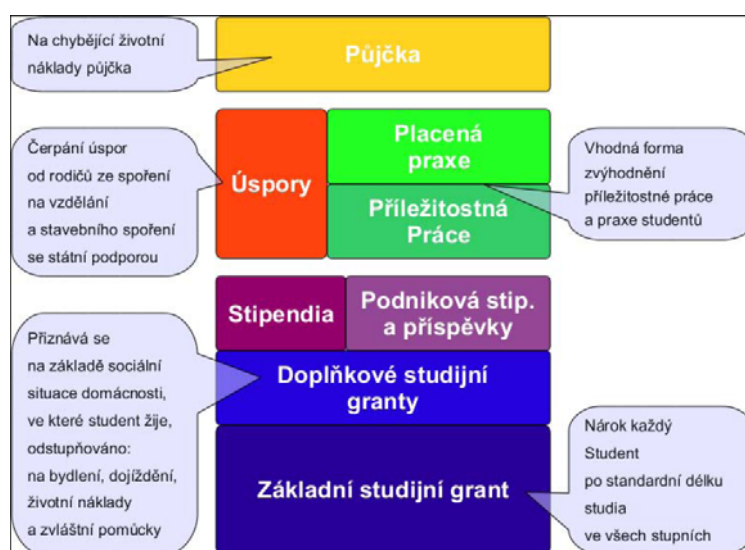 Na chybějící životní
náklady půjčka
Půjčka
Čerpání úspor
od rodičů ze spoření
na vzdělání
a stavebního spoření
se státní podporou
Úspory
Placená
praxe
Příležitostná
Práce
Vhodná forma
zvýhodnění
příležitostné práce
a praxe studentů
Stipendia
Podniková stip.
a příspěvky
Přiznává se
na základě sociální
situace domácnosti,
ve které student žije,
odstupňováno:
na bydlení, dojíždění,
životní náklady
a zvláštní pomůcky
Doplňkové studijní
granty
Základní studijní grant
Nárok každý
Student
po standardní délku
studia
ve všech stupních